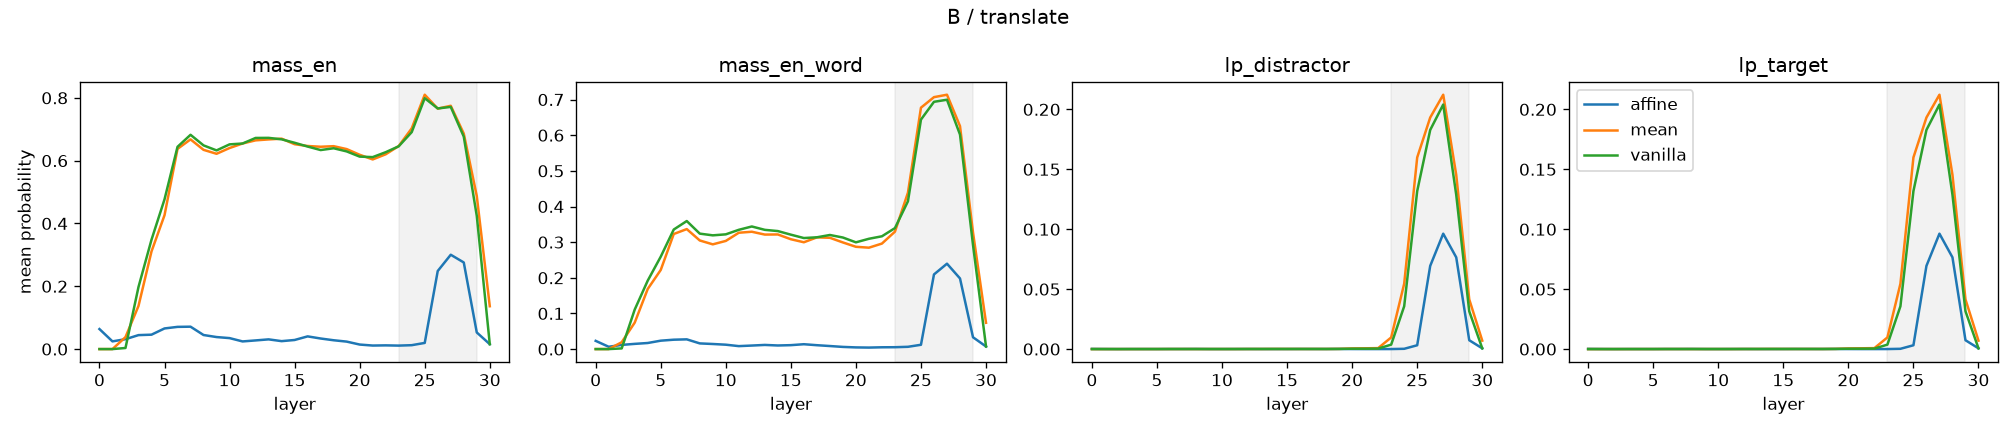 B / translate
mass_en
mass_en_word
lp_distractor
lp_target
mean probability
0.8
0.6
0.4
0.2
0.0
0 5 10 15 20 25 30
layer
0.7
0.6
0.5
0.4
0.3
0.2
0.1
0.0
0 5 10 15 20 25 30
layer
0.20
0.15
0.10
0.05
0.00
0 5 10 15 20 25 30
layer
0.20
0.15
0.10
0.05
0.00
affine
mean
vanilla
0 5 10 15 20 25 30
layer